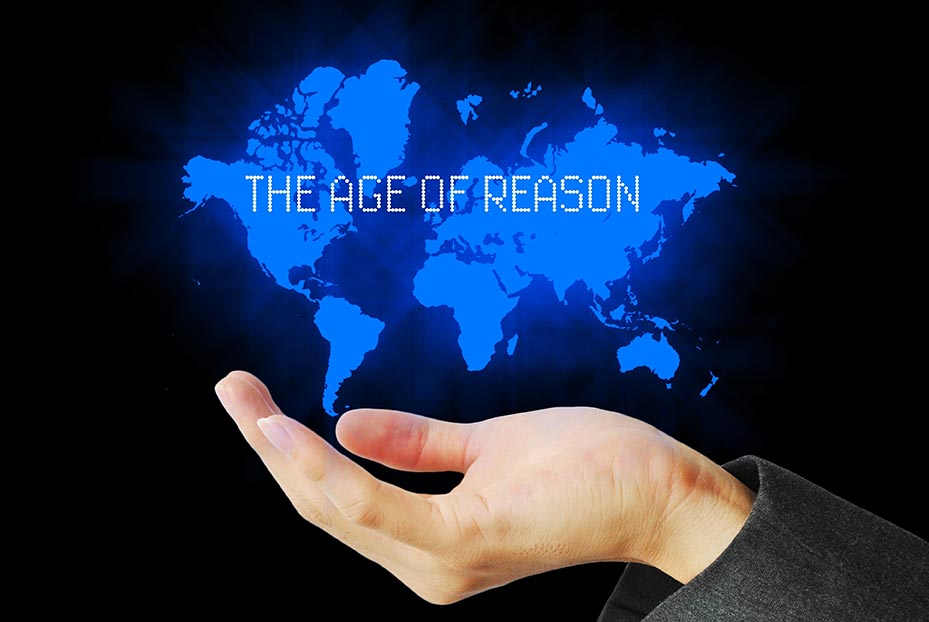 THE AGE OF REASON